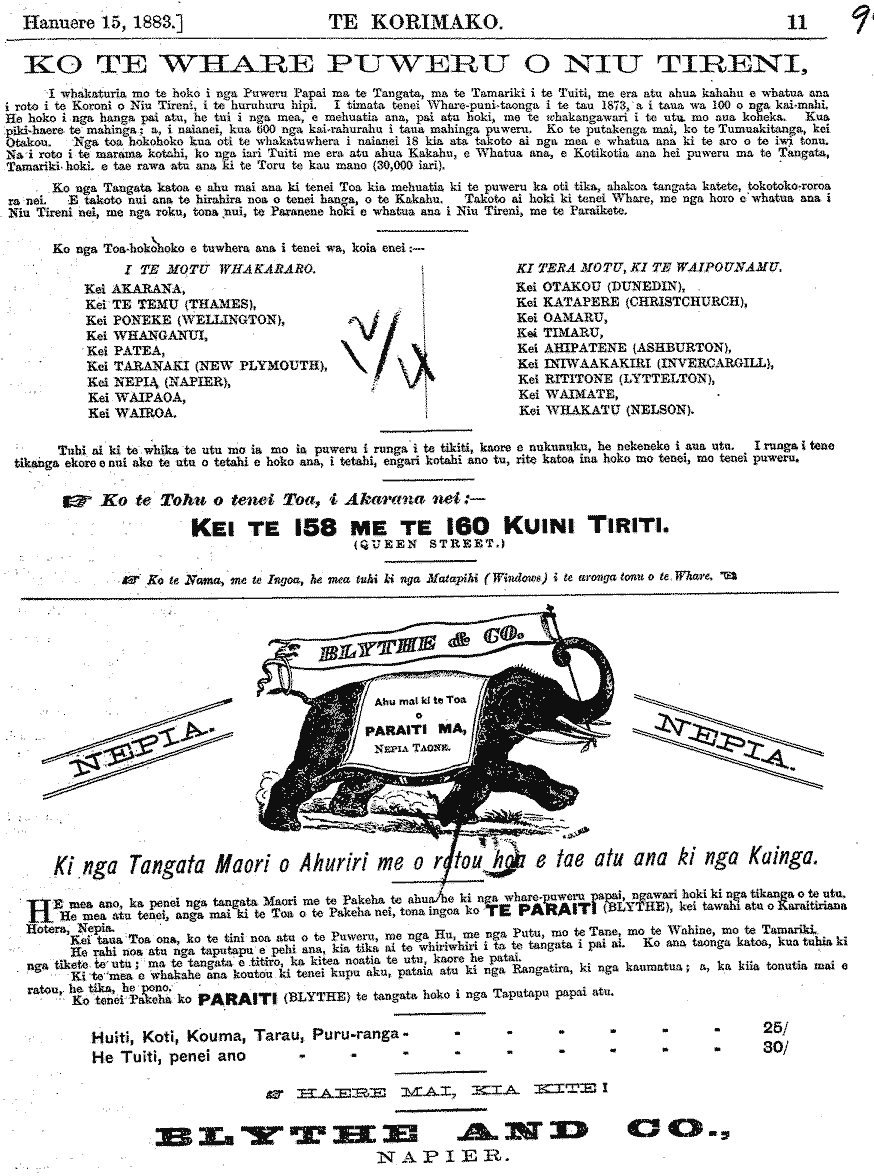 Hanuere 15, 1883.] TE KORIMAKO. 11
KO TE WHARE PUWERU O NIU TIRENI,
I whakaturia mo te hoko i nga Puweru Papai ma te Tangata, ma te Tamariki i te Tuiti, me era atu ahua kahahu e whatua ana
i roto i te Koroni o Niu Tireni, i te huruhuru hipi. I timata tenei Whare-puni-taonga i te tau 1873, a i taua wa 100 o nga kai-mahi.
He hoko i nga hanga pai atu, he tui i nga mea, e mehuatia ana, pai atu hoki, me te whakangawari i te utu mo aua koheka. Kua
piki-haere te mahinga; a, i naianei, kua 600 nga kai-rahurahu i taua mahinga puweru. Ko te putakenga mai, ko te Tumuakitanga, kei
Otakou. Nga toa hokohoko kua oti te whakatuwhera i naianei 18 kia ata takoto ai nga mea e whatua ana ki te aro o te iwi tonu.
Na i roto i te marama kotahi, ko nga iari Tuiti me era atu ahua Kakahu, e Whatua ana, e Kotikotia ana hei puweru ma te Tangata,
Tamariki hoki. e tae rawa atu ana ki te Toru te kau mano (30,000 iari).
Ko nga Tangata katoa e ahu mai ana ki tenei Toa kia mehuatia ki te puweru ka oti tika, ahakoa tangata katete, tokotoko-roroa
ra nei. E takoto nui ana te hirahira noa o tenei hanga, o te Kakahu. Takoto ai hoki ki tenei Whare, me nga horo e whatua ana i
Niu Tireni nei, me nga roku, tona nui, te Paranene hoki e whatua ana i Niu Tireni, me te Paraikete.
Ko nga Toa-hokohoko e tuwhera ana i tenei wa, koia enei :—
I TE MOTU WHAKARARO.
Kei AKARANA,
Kei TE TEMU (THAMES),
Kei PONEKE (WELLINGTON),
Kei WHANGANUI,
Kei PATEA,
Kei TARANAKI (NEW PLYMOUTH),
Kei NEPIA (NAPIER),
Kei WAIPAOA,
Kei WAIROA.
KI TERA MOTU, KI TE WAIPOUNAMU.
Kei OTAKOU (DUNEDIN),
Kei KATAPERE (CHRISTCHURCH),
Kei OAMARU,
Kei TIMARU,
Kei AHIPATENE (ASHBURTON),
Kei INIWAAKAKIRI (INVERCARGILL),
Kei RITITONE (LYTTELTON),
Kei WAIMATE,
Kei WHAKATU (NELSON).
Tuhi ai ki te whika te utu mo ia mo ia puweru i runga i te tikiti, kaore e nukunuku, he nekeneke i aua utu. I runga i tene
tikanga ekore e nui ake te utu o tetahi e hoko ana, i tetahi, engari kotahi ano tu, rite katoa ina hoko mo tenei, mo tenei puweru.
Ko te Tohu o tenei Toa, i Akarana nei:—
KEI TE 158 ME TE 160 KUINI TIRITI.
(QUEEN STREET.)
Ko te Nama, me te Ingoa, he mea tuhi ki nga Matapihi (Windows) i te aronga tonu o te Whare.
BLYTHE & CO.
Ahu mai ki te Toa
o
PARAITI MA,
NEPIA TAONE.
NEPIA.
NEPIA.
Ki nga Tangata Maori o Ahuriri me o ratou hoa e tae atu ana ki nga Kainga.
HE mea ano, ka penei nga tangata Maori me te Pakeha te ahua he ki nga whare-puweru papai, ngawari hoki ki nga tikanga o te utu.
He mea atu tenei, anga mai ki te Toa o te Pakeha nei, tona ingoa ko TE PARAITI (BLYTHE), kei tawahi atu o Karaitiriana
Hotera, Nepia.
Kei taua Toa ona, ko te tini noa atu o te Puweru, me nga Hu, me nga Putu, mo te Tane, mo te Wahine, mo te Tamariki.
He rahi noa atu nga taputapu e pehi ana, kia tika ai te whiriwhiri i ta te tangata i pai ai. Ko ana taonga katoa, kua tuhia ki
nga tikete te utu; ma te tangata e titiro, ka kitea noatia te utu, kaore he patai.
Ki te mea e whakahe ana koutou ki tenei kupu aku, pataia atu ki nga Rangatira, ki nga kaumatua; a, ka kiia tonutia mai e
ratou, he tika, he pono.
Ko tenei Pakeha ko PARAITI (BLYTHE) te tangata hoko i nga Taputapu papai atu.
Huiti, Koti, Kouma, Tarau, Puru-ranga - - - - - - - 25/
He Tuiti, penei ano - - - - - - - - - 30/
HAERE MAI, KIA KITE!
BLYTHE AND CO.,
NAPIER.